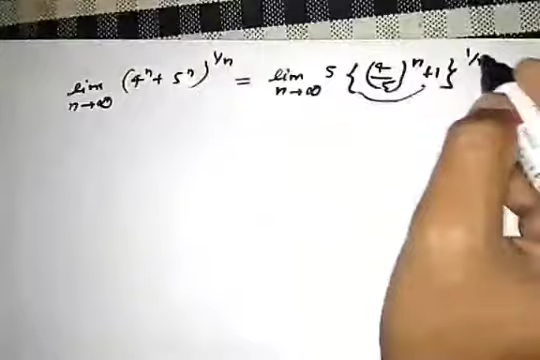 lim n→∞ (4ⁿ + 5ⁿ)^1/n = lim n→∞ 5 {(4/5)ⁿ + 1}^1/n